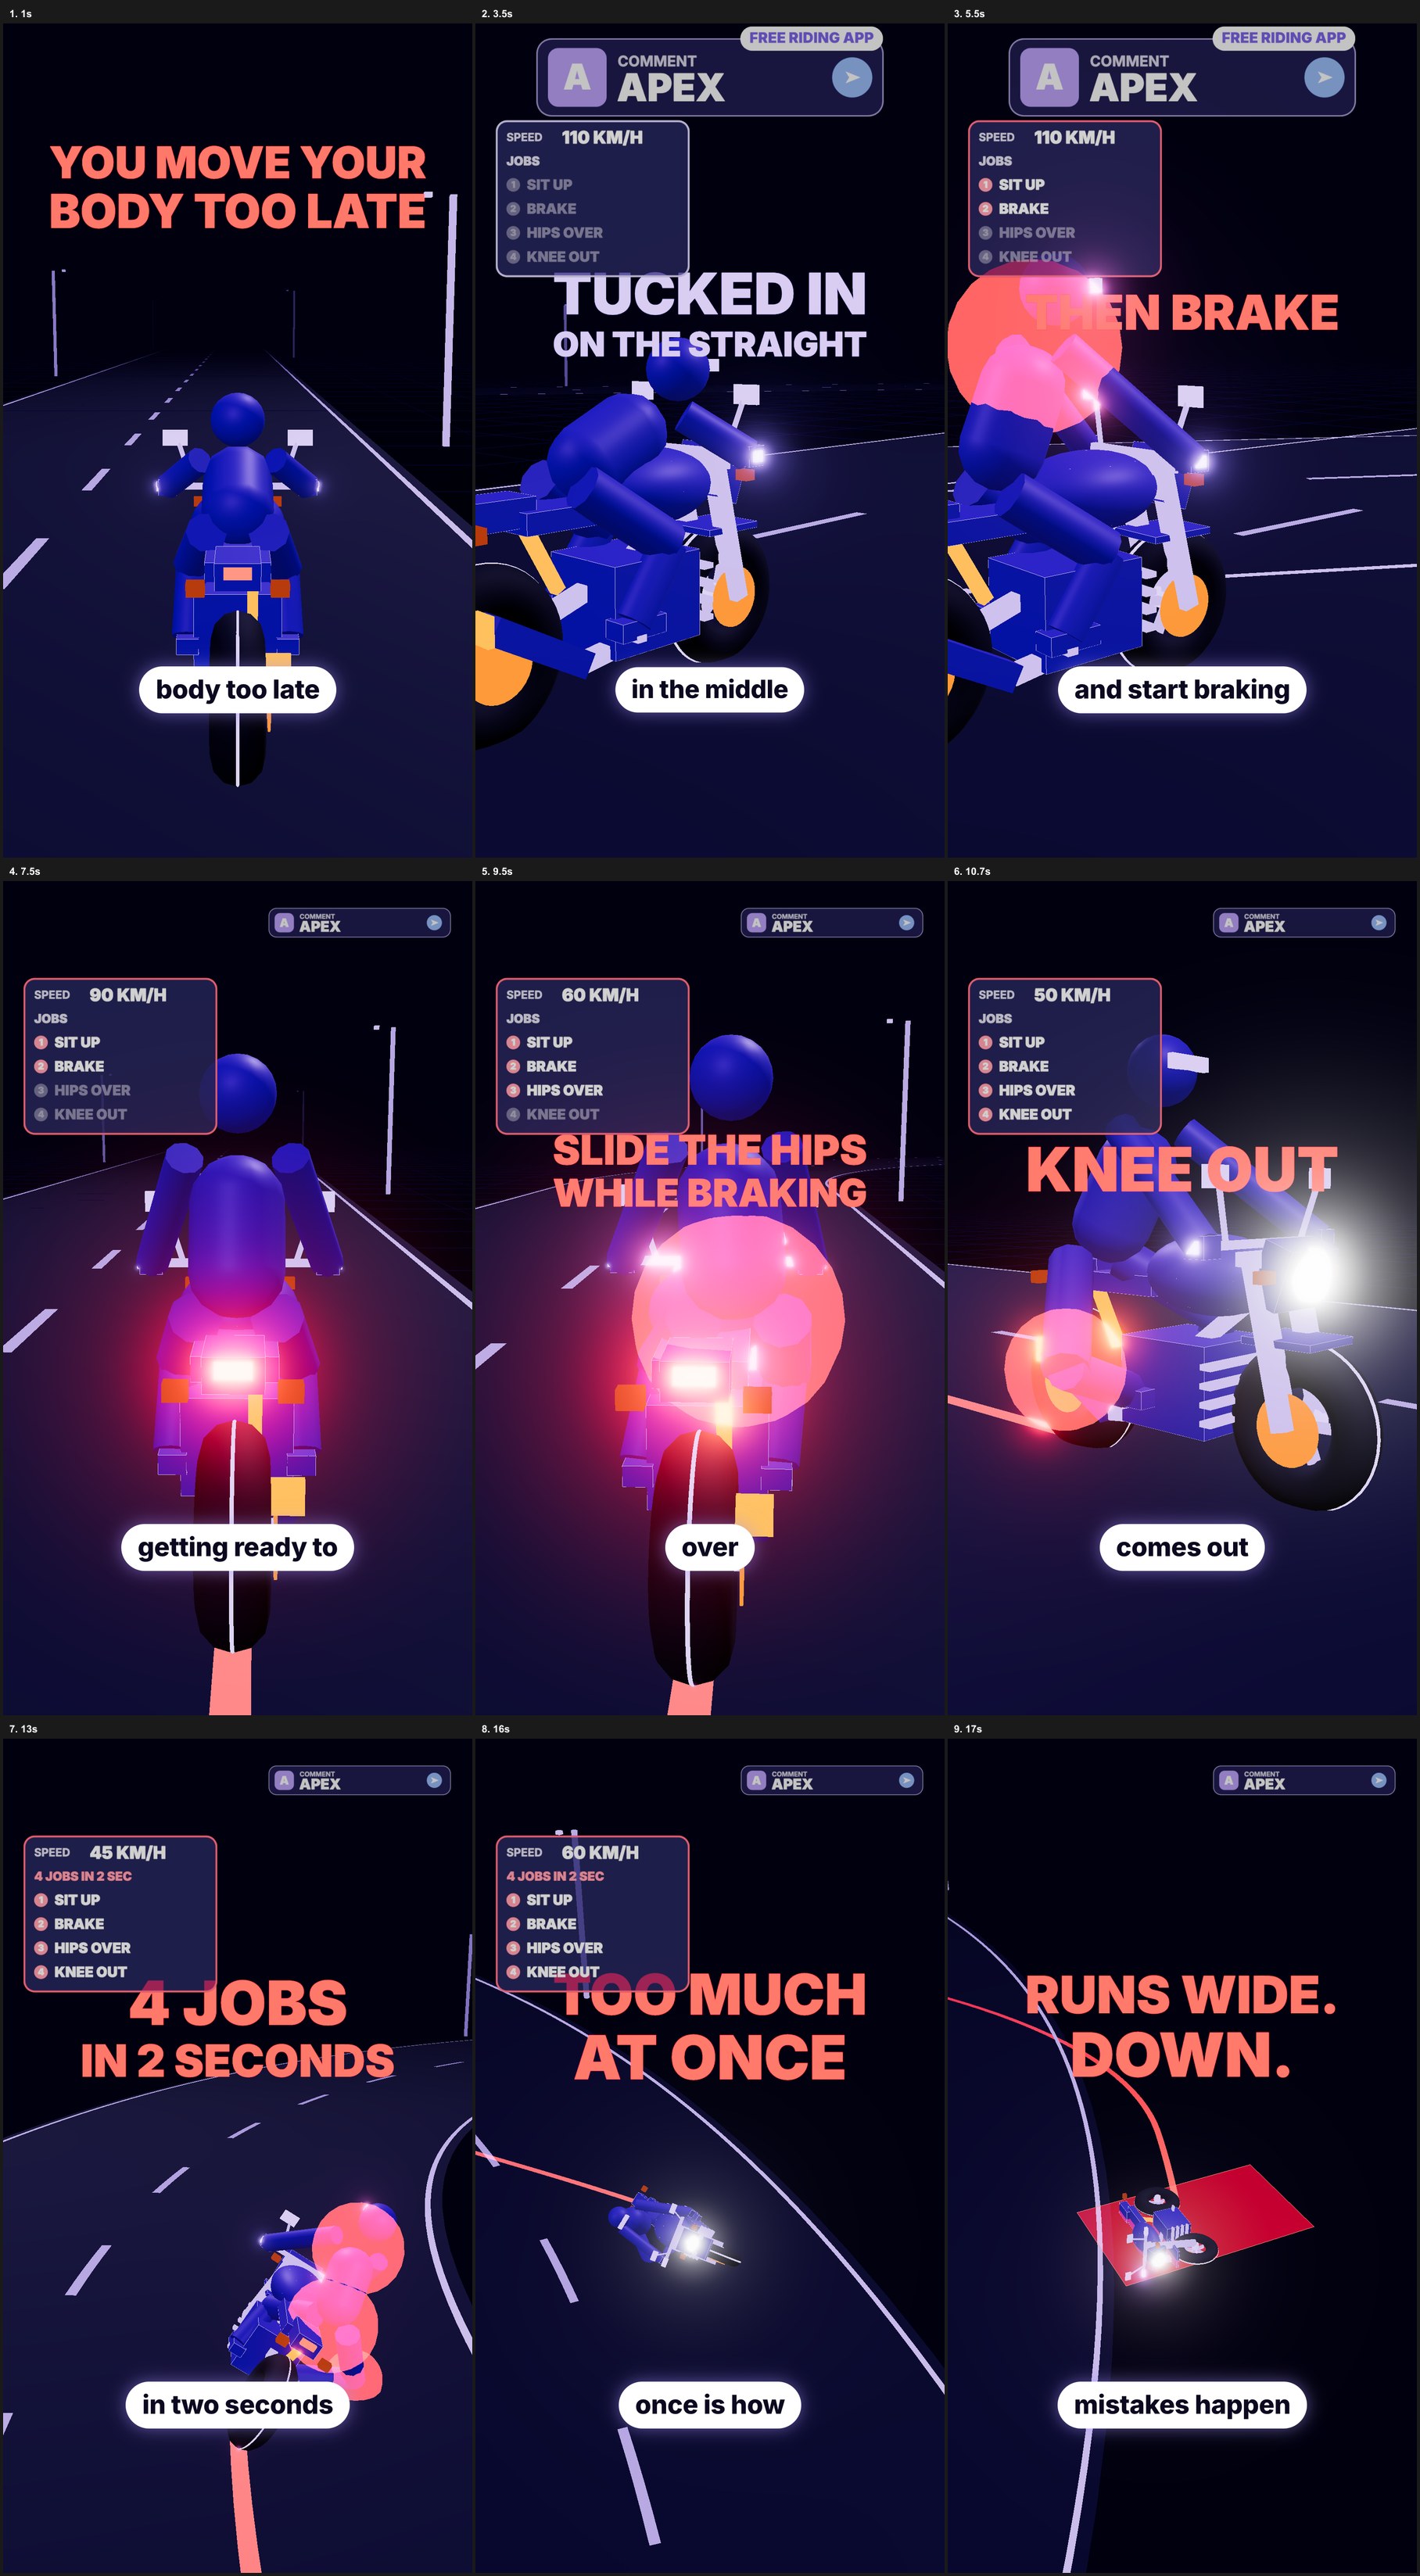 1. 1s
YOU MOVE YOUR
BODY TOO LATE
body too late
2. 3.5s
FREE RIDING APP
A
COMMENT
APEX
SPEED 110 KM/H
JOBS
1 SIT UP
2 BRAKE
3 HIPS OVER
4 KNEE OUT
TUCKED IN
ON THE STRAIGHT
in the middle
3. 5.5s
FREE RIDING APP
A
COMMENT
APEX
SPEED 110 KM/H
JOBS
1 SIT UP
2 BRAKE
3 HIPS OVER
4 KNEE OUT
THEN BRAKE
and start braking
4. 7.5s
A
COMMENT
APEX
SPEED 90 KM/H
JOBS
1 SIT UP
2 BRAKE
3 HIPS OVER
4 KNEE OUT
getting ready to
5. 9.5s
A
COMMENT
APEX
SPEED 60 KM/H
JOBS
1 SIT UP
2 BRAKE
3 HIPS OVER
4 KNEE OUT
SLIDE THE HIPS
WHILE BRAKING
over
6. 10.7s
A
COMMENT
APEX
SPEED 50 KM/H
JOBS
1 SIT UP
2 BRAKE
3 HIPS OVER
4 KNEE OUT
KNEE OUT
comes out
7. 13s
A
COMMENT
APEX
SPEED 45 KM/H
4 JOBS IN 2 SEC
1 SIT UP
2 BRAKE
3 HIPS OVER
4 KNEE OUT
4 JOBS
IN 2 SECONDS
in two seconds
8. 16s
A
COMMENT
APEX
SPEED 60 KM/H
4 JOBS IN 2 SEC
1 SIT UP
2 BRAKE
3 HIPS OVER
4 KNEE OUT
TOO MUCH
AT ONCE
once is how
9. 17s
A
COMMENT
APEX
RUNS WIDE.
DOWN.
mistakes happen